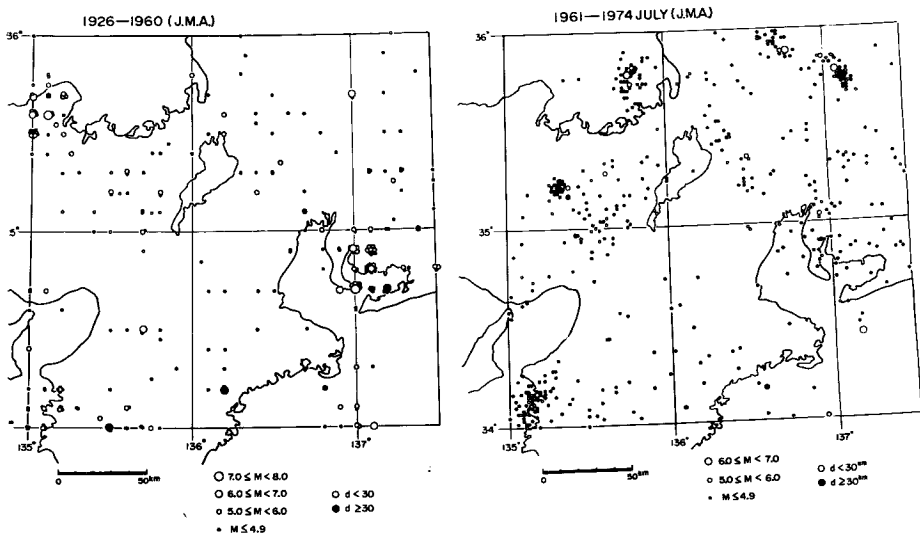 1926—1960 (J.M.A.)
36°
5°
34°
135°
136°
137°
0 50km
7.0 ≤ M < 8.0
6.0 ≤ M < 7.0
5.0 ≤ M < 6.0
M ≤ 4.9
d < 30
d ≥ 30
1961—1974 JULY (J.M.A.)
36°
35°
34°
135°
136°
137°
0 50km
6.0 ≤ M < 7.0
5.0 ≤ M < 6.0
M ≤ 4.9
d < 30km
d ≥ 30km